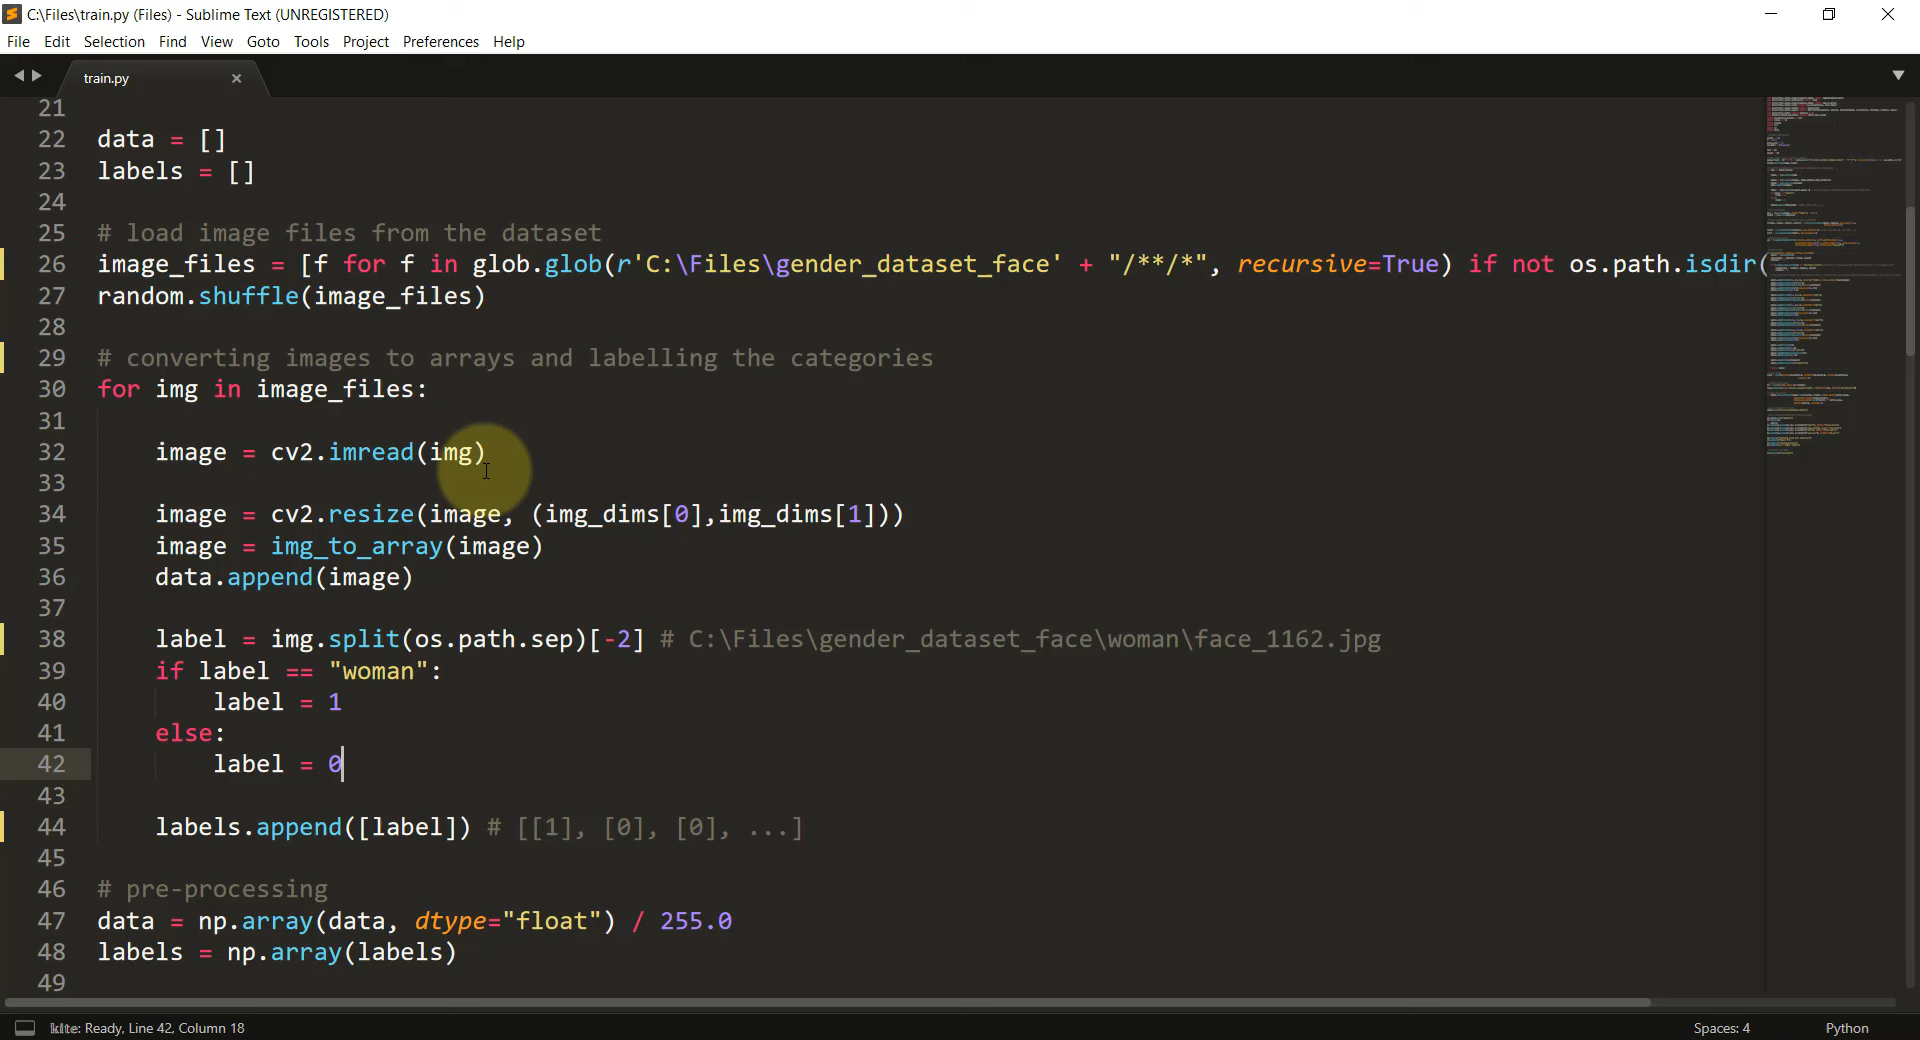 C:\Files\train.py (Files) - Sublime Text (UNREGISTERED)
File Edit Selection Find View Goto Tools Project Preferences Help
train.py
21
22 data = []
23 labels = []
24
25 # load image files from the dataset
26 image_files = [f for f in glob.glob(r'C:\Files\gender_dataset_face' + "/**/*", recursive=True) if not os.path.isdir(
27 random.shuffle(image_files)
28
29 # converting images to arrays and labelling the categories
30 for img in image_files:
31
32     image = cv2.imread(img)
33
34     image = cv2.resize(image, (img_dims[0],img_dims[1]))
35     image = img_to_array(image)
36     data.append(image)
37
38     label = img.split(os.path.sep)[-2] # C:\Files\gender_dataset_face\woman\face_1162.jpg
39     if label == "woman":
40         label = 1
41     else:
42         label = 0
43
44     labels.append([label]) # [[1], [0], [0], ...]
45
46 # pre-processing
47 data = np.array(data, dtype="float") / 255.0
48 labels = np.array(labels)
49
kite: Ready, Line 42, Column 18 Spaces: 4 Python